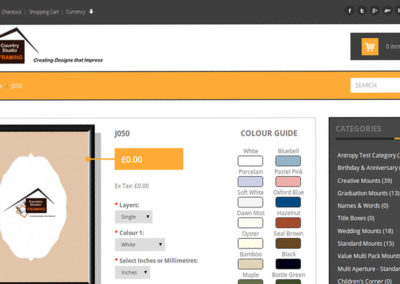 Checkout | Shopping Cart | Currency
Country
Studio
FRAMING
Creating Designs that Impress
0 item
J050
SEARCH
J050
£0.00
Ex Tax: £0.00
* Layers:
Single
* Colour 1:
White
* Select Inches or Millimetres:
Inches
COLOUR GUIDE
White Bluebell
Porcelain Pastel Pink
Soft White Oxford Blue
Dawn Mist Hazelnut
Oyster Seal Brown
Bamboo Black
Maple Bottle Green
CATEGORIES
Antropy Test Category (
Birthday & Anniversary (
Creative Mounts (39)
Graduation Mounts (13)
Names & Words (0)
Title Boxes (0)
Wedding Mounts (18)
Standard Mounts (15)
Value Multi Pack Mounts
Multi Aperture - Standard
Children's Corner (0)